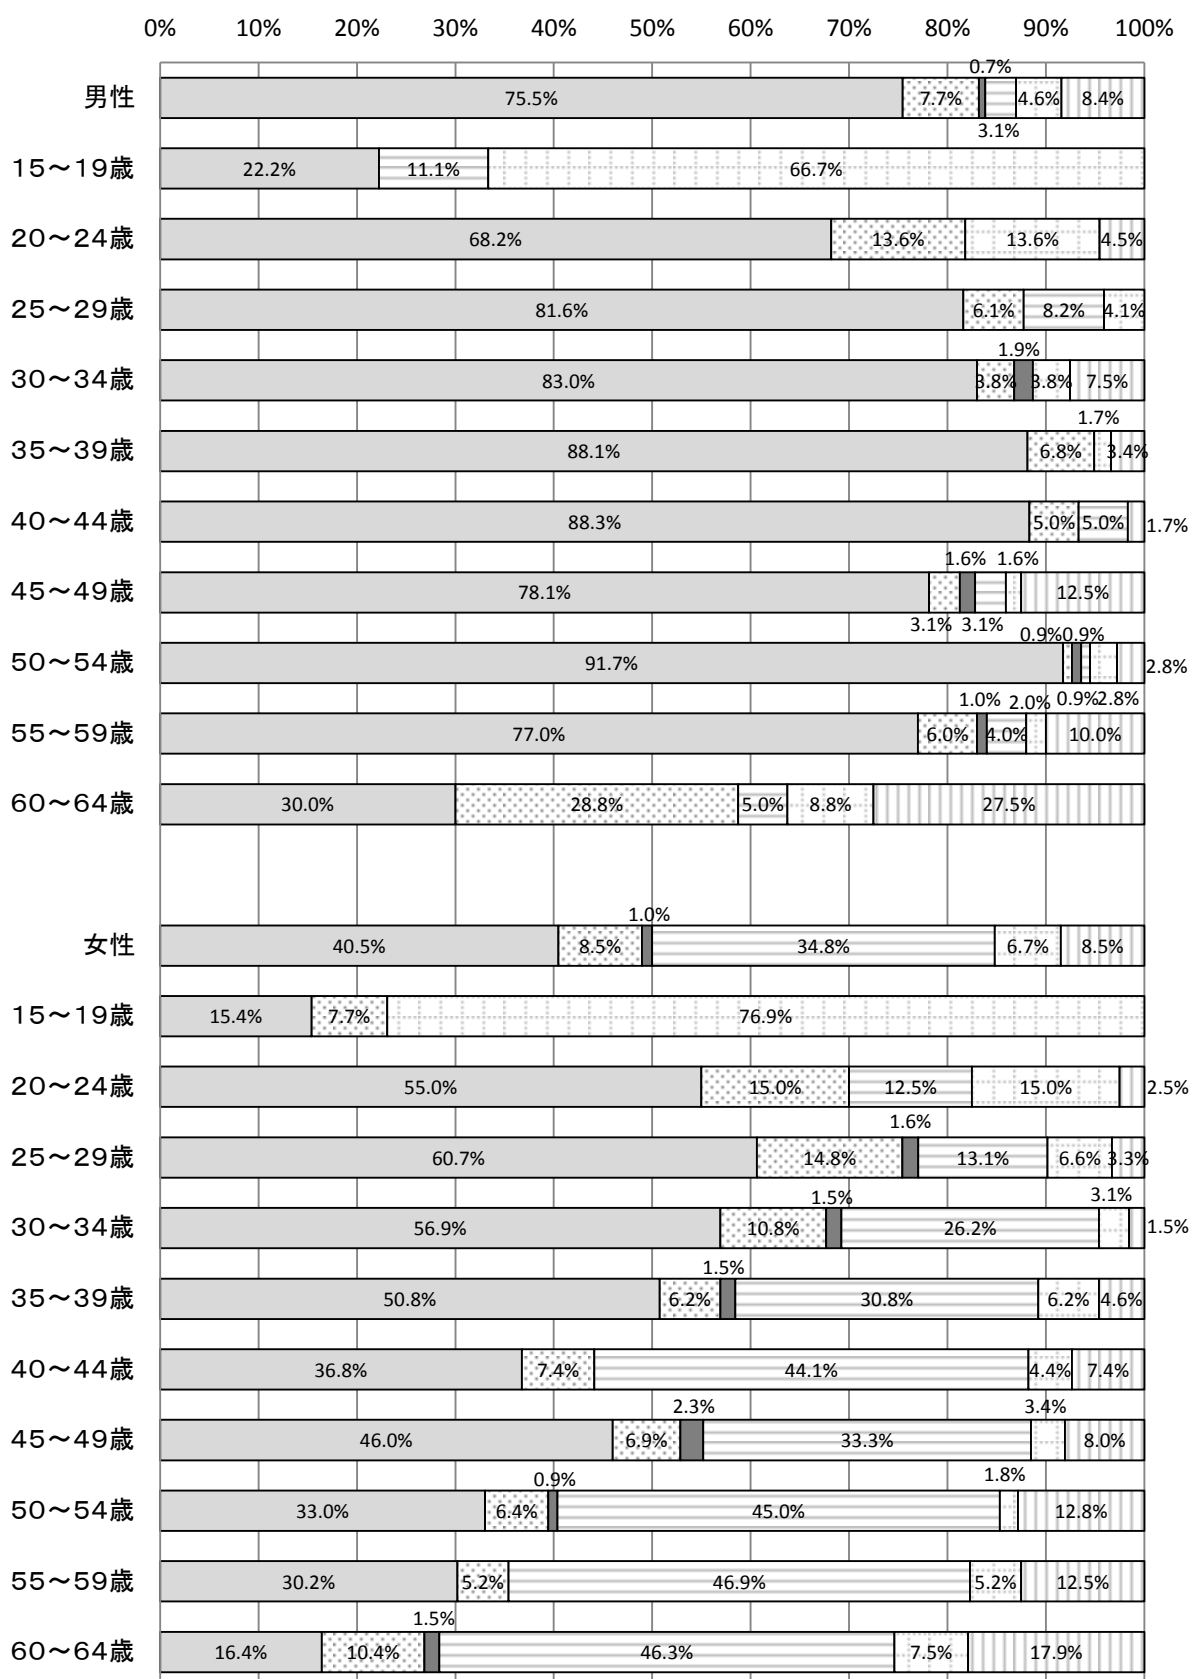 0% 10% 20% 30% 40% 50% 60% 70% 80% 90% 100%
0.7%
男性 75.5% 7.7% 4.6% 8.4%
3.1%
15～19歳 22.2% 11.1% 66.7%
20～24歳 68.2% 13.6% 13.6% 4.5%
25～29歳 81.6% 6.1% 8.2% 4.1%
1.9%
30～34歳 83.0% 3.8% 3.8% 7.5%
1.7%
35～39歳 88.1% 6.8% 3.4%
40～44歳 88.3% 5.0% 5.0% 1.7%
1.6% 1.6%
45～49歳 78.1% 12.5%
3.1% 3.1%
0.9% 0.9%
50～54歳 91.7% 2.8%
0.9% 2.8%
1.0% 2.0%
55～59歳 77.0% 6.0% 4.0% 10.0%
60～64歳 30.0% 28.8% 5.0% 8.8% 27.5%
1.0%
女性 40.5% 8.5% 34.8% 6.7% 8.5%
15～19歳 15.4% 7.7% 76.9%
20～24歳 55.0% 15.0% 12.5% 15.0% 2.5%
1.6%
25～29歳 60.7% 14.8% 13.1% 6.6% 3.3%
1.5% 3.1%
30～34歳 56.9% 10.8% 26.2% 1.5%
1.5%
35～39歳 50.8% 6.2% 30.8% 6.2% 4.6%
40～44歳 36.8% 7.4% 44.1% 4.4% 7.4%
2.3% 3.4%
45～49歳 46.0% 6.9% 33.3% 8.0%
0.9% 1.8%
50～54歳 33.0% 6.4% 45.0% 12.8%
55～59歳 30.2% 5.2% 46.9% 5.2% 12.5%
1.5%
60～64歳 16.4% 10.4% 46.3% 7.5% 17.9%